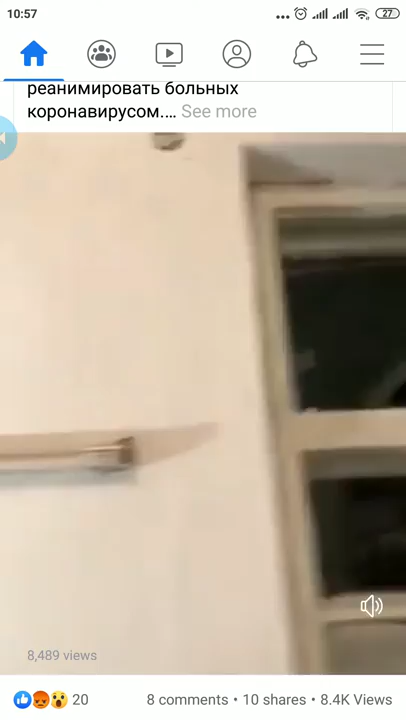 10:57
27
реанимировать больных
коронавирусом.... See more
8,489 views
20
8 comments • 10 shares • 8.4K Views